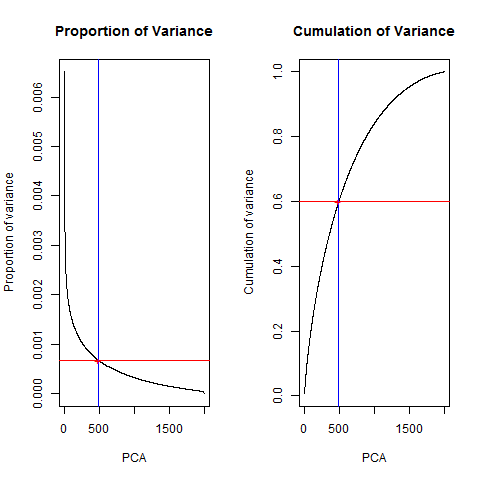 Proportion of Variance
Proportion of variance
0.006
0.005
0.004
0.003
0.002
0.001
0.000
0 500 1500
PCA
Cumulation of Variance
Cumulation of variance
1.0
0.8
0.6
0.4
0.2
0.0
0 500 1500
PCA